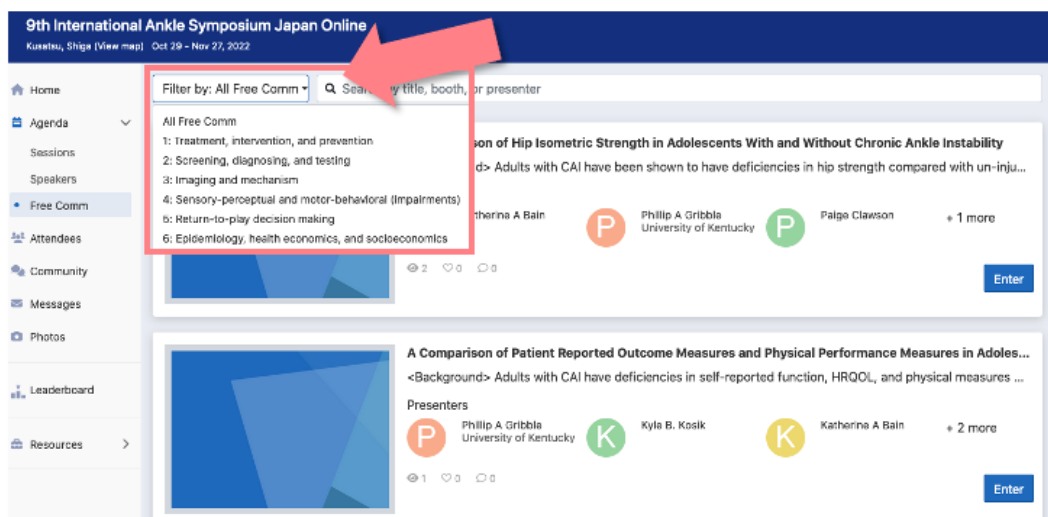 9th International Ankle Symposium Japan Online
Kusatsu, Shiga (View map) Oct 29 - Nov 27, 2022
Home
Agenda
Sessions
Speakers
Free Comm
Attendees
Community
Messages
Photos
Leaderboard
Resources
Filter by: All Free Comm
Sea y title, booth, or presenter
All Free Comm
1: Treatment, intervention, and prevention
2: Screening, diagnosing, and testing
3: Imaging and mechanism
4: Sensory-perceptual and motor-behavioral (Impairments)
5: Return-to-play decision making
6: Epidemiology, health economics, and socioeconomics
son of Hip Isometric Strength in Adolescents With and Without Chronic Ankle Instability
d> Adults with CAI have been shown to have deficiencies in hip strength compared with un-inju...
therine A Bain
P
Phillip A Gribble
University of Kentucky
P
Paige Clawson
+ 1 more
2 0 0
Enter
A Comparison of Patient Reported Outcome Measures and Physical Performance Measures in Adoles...
<Background> Adults with CAI have deficiencies in self-reported function, HRQOL, and physical measures ...
Presenters
P
Phillip A Gribble
University of Kentucky
K
Kyle B. Kosik
K
Katherine A Bain
+ 2 more
1 0 0
Enter